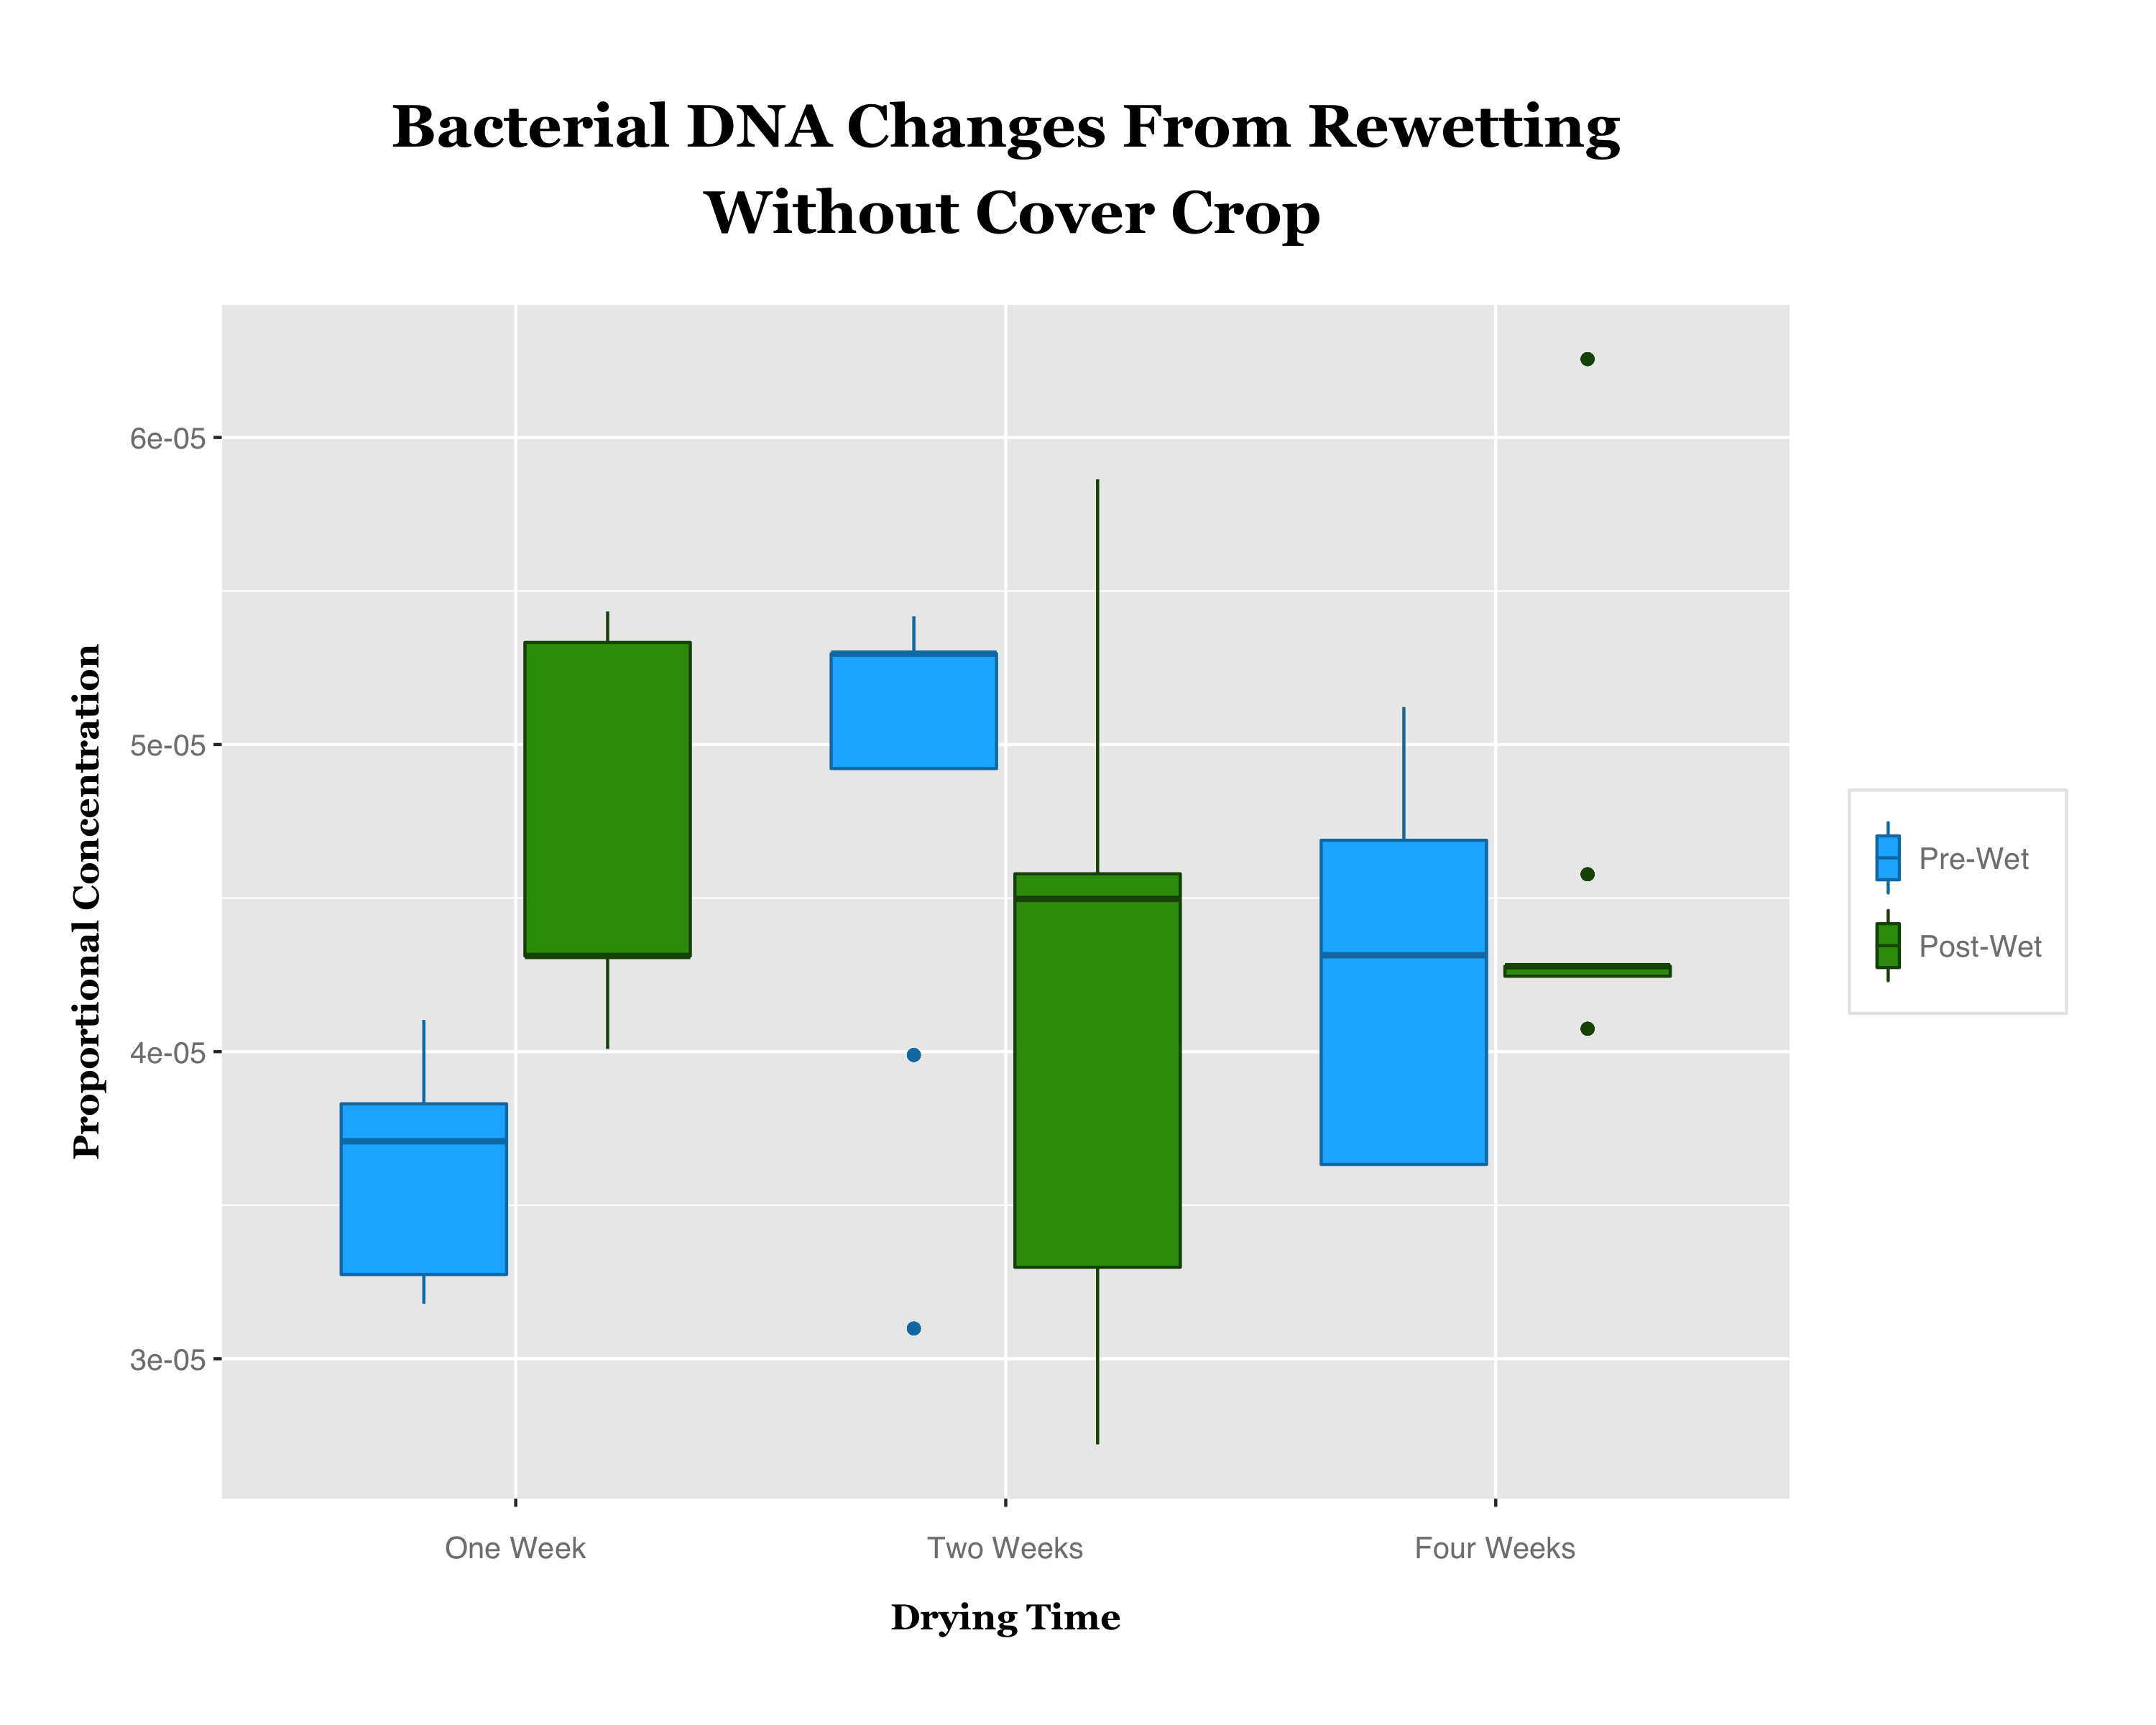 Bacterial DNA Changes From Rewetting
Without Cover Crop
Proportional Concentration
6e-05
5e-05
4e-05
3e-05
One Week
Two Weeks
Four Weeks
Drying Time
Pre-Wet
Post-Wet